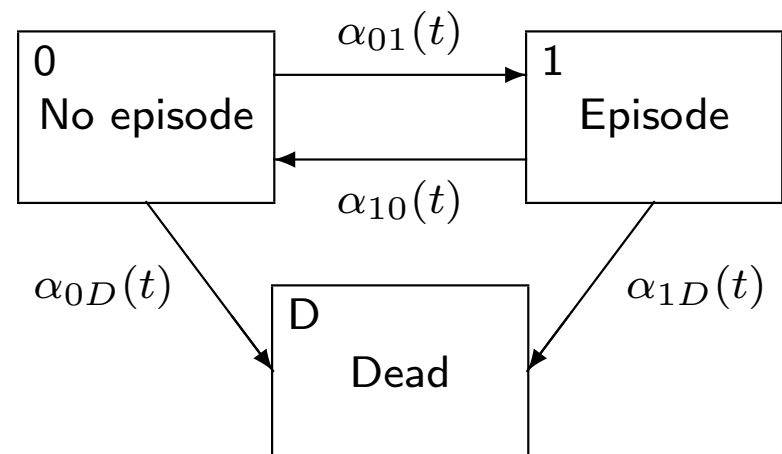 α01(t)
0
No episode
1
Episode
α10(t)
α0D(t)
α1D(t)
D
Dead